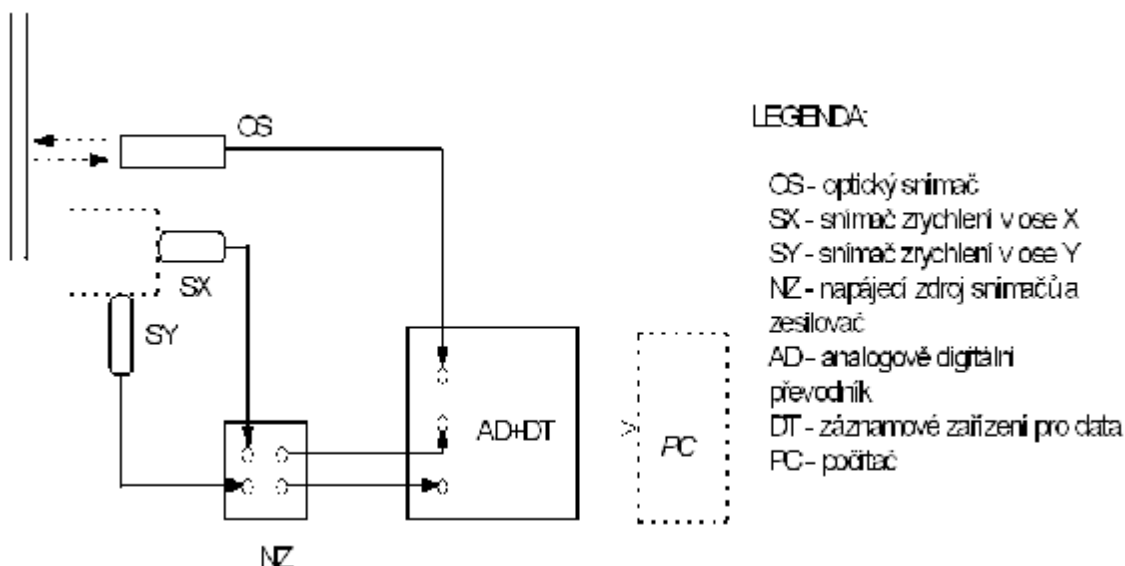 OS
SX
SY
AD+DT
PC
NZ
LEGENDA:
OS - optický snímač
SX - snímač zrychlení v ose X
SY - snímač zrychlení v ose Y
NZ - napájecí zdroj snímačů a
zesilovač
AD - analogově digitální
převodník
DT - záznamové zařízení pro data
PC - počítač